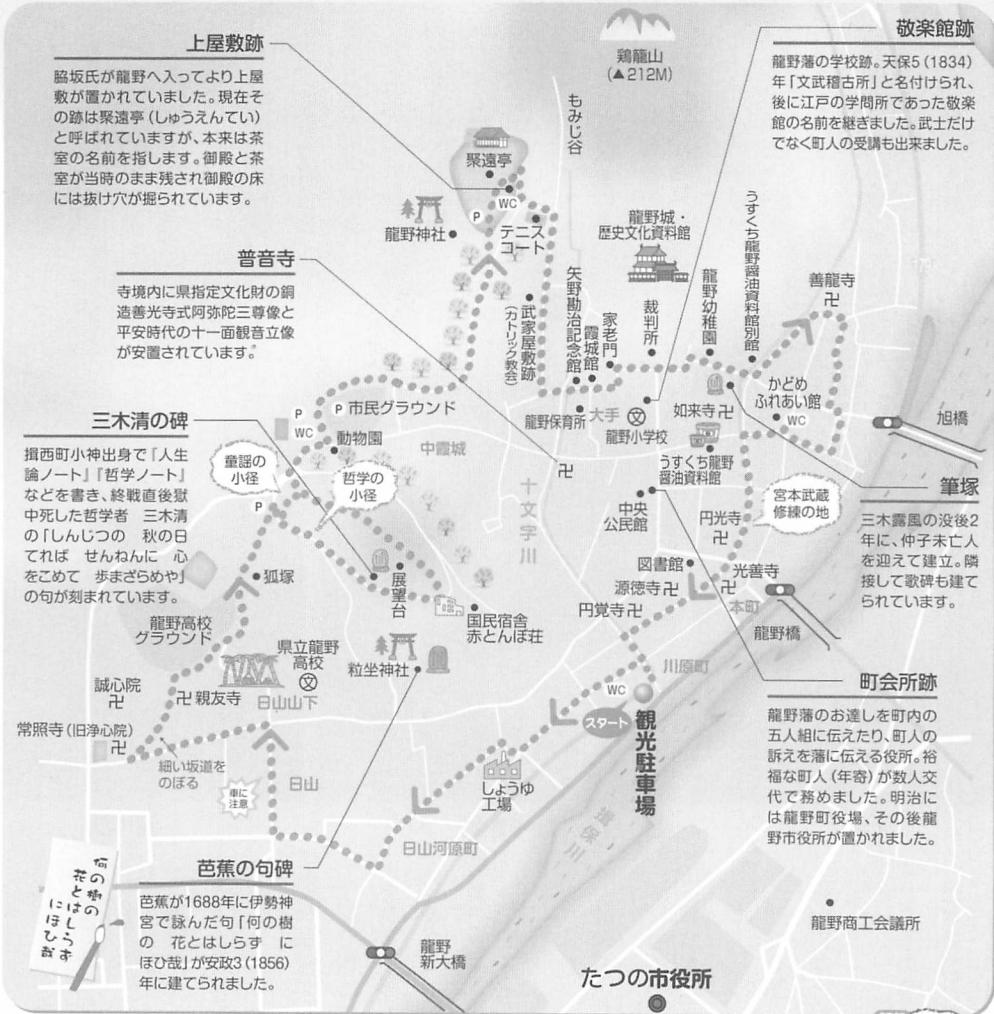 上屋敷跡
脇坂氏が龍野へ入ってより上屋
敷が置かれていました。現在そ
の跡は聚遠亭（しゅうえんてい）
と呼ばれていますが、本来は茶
室の名前を指します。御殿と茶
室が当時のまま残され御殿の床
には抜け穴が掘られています。
鶏籠山
（▲212M）
敬楽館跡
龍野藩の学校跡。天保5（1834）
年「文武稽古所」と名付けられ、
後に江戸の学問所であった敬楽
館の名前を継ぎました。武士だけ
でなく町人の受講も出来ました。
もみじ谷
聚遠亭
WC
P
龍野神社
テニス
コート
龍野城・
歴史文化資料館
普音寺
寺境内に県指定文化財の銅
造善光寺式阿弥陀三尊像と
平安時代の十一面観音立像
が安置されています。
武家屋敷跡
（カトリック教会）
矢野勘治記念館
霞城館
家老門
裁判所
龍野幼稚園
うすくち龍野醤油資料館別館
善龍寺
三木清の碑
揖西町小神出身で『人生
論ノート』『哲学ノート』
などを書き、終戦直後獄
中死した哲学者　三木清
の「しんじつの　秋の日
てれば　せんねんに　心
をこめて　歩まざらめや」
の句が刻まれています。
P
P
市民グラウンド
WC
動物園
中霞城
童謡の
小径
哲学の
小径
P
龍野保育所
大手
文
龍野小学校
如来寺
かどめ
ふれあい館
WC
旭橋
うすくち龍野
醤油資料館
十文字川
中央
公民館
円光寺
宮本武蔵
修練の地
筆塚
三木露風の没後2
年に、仲子未亡人
を迎えて建立。隣
接して歌碑も建て
られています。
狐塚
龍野高校
グラウンド
展望台
国民宿舎
赤とんぼ荘
図書館
源徳寺
円覚寺
光善寺
本町
龍野橋
県立龍野
高校
文
粒坐神社
誠心院
親友寺
日山山下
常照寺（旧浄心院）
細い坂道を
のぼる
川原町
WC
スタート
観光駐車場
町会所跡
龍野藩のお達しを町内の
五人組に伝えたり、町人の
訴えを藩に伝える役所。裕
福な町人（年寄）が数人交
代で務めました。明治に
は龍野町役場、その後龍
野市役所が置かれました。
日山
車に
注意
しょうゆ
工場
揖保川
日山河原町
芭蕉の句碑
芭蕉が1688年に伊勢神
宮で詠んだ句「何の樹
の　花とはしらず　に
ほひ哉」が安政3（1856）
年に建てられました。
何の樹の
花とはしらす
にほひ哉
龍野
新大橋
龍野商工会議所
たつの市役所